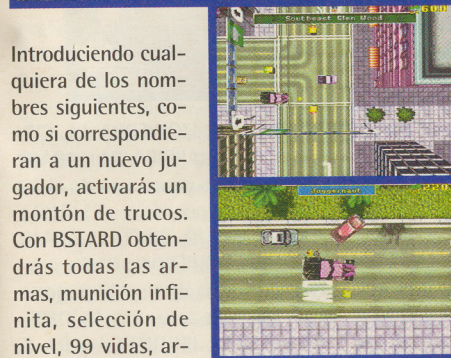 Southeast Glen Wood
600
Introduciendo cual-
quiera de los nom-
bres siguientes, co-
mo si correspondie-
ran a un nuevo ju-
gador, activarás un
montón de trucos.
Con BSTARD obten-
drás todas las ar-
mas, munición infi-
nita, selección de
nivel, 99 vidas, ar-
Juggernaut
220